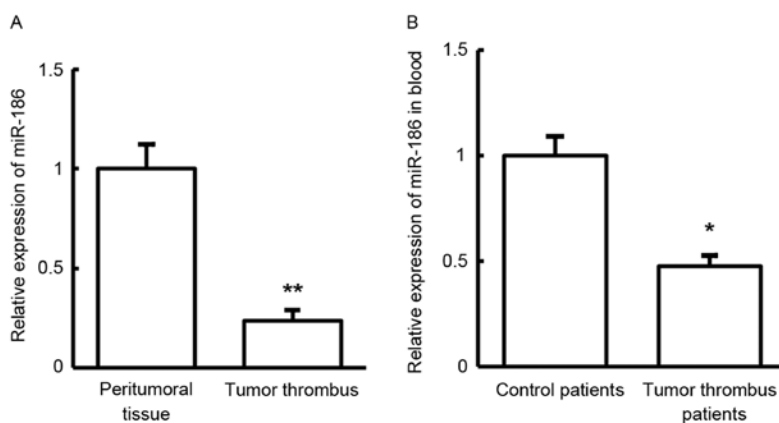 A
Relative expression of miR-186
1.5
1
0.5
0
**
Peritumoral
tissue
Tumor thrombus
B
Relative expression of miR-186 in blood
1.5
1
0.5
0
*
Control patients
Tumor thrombus
patients